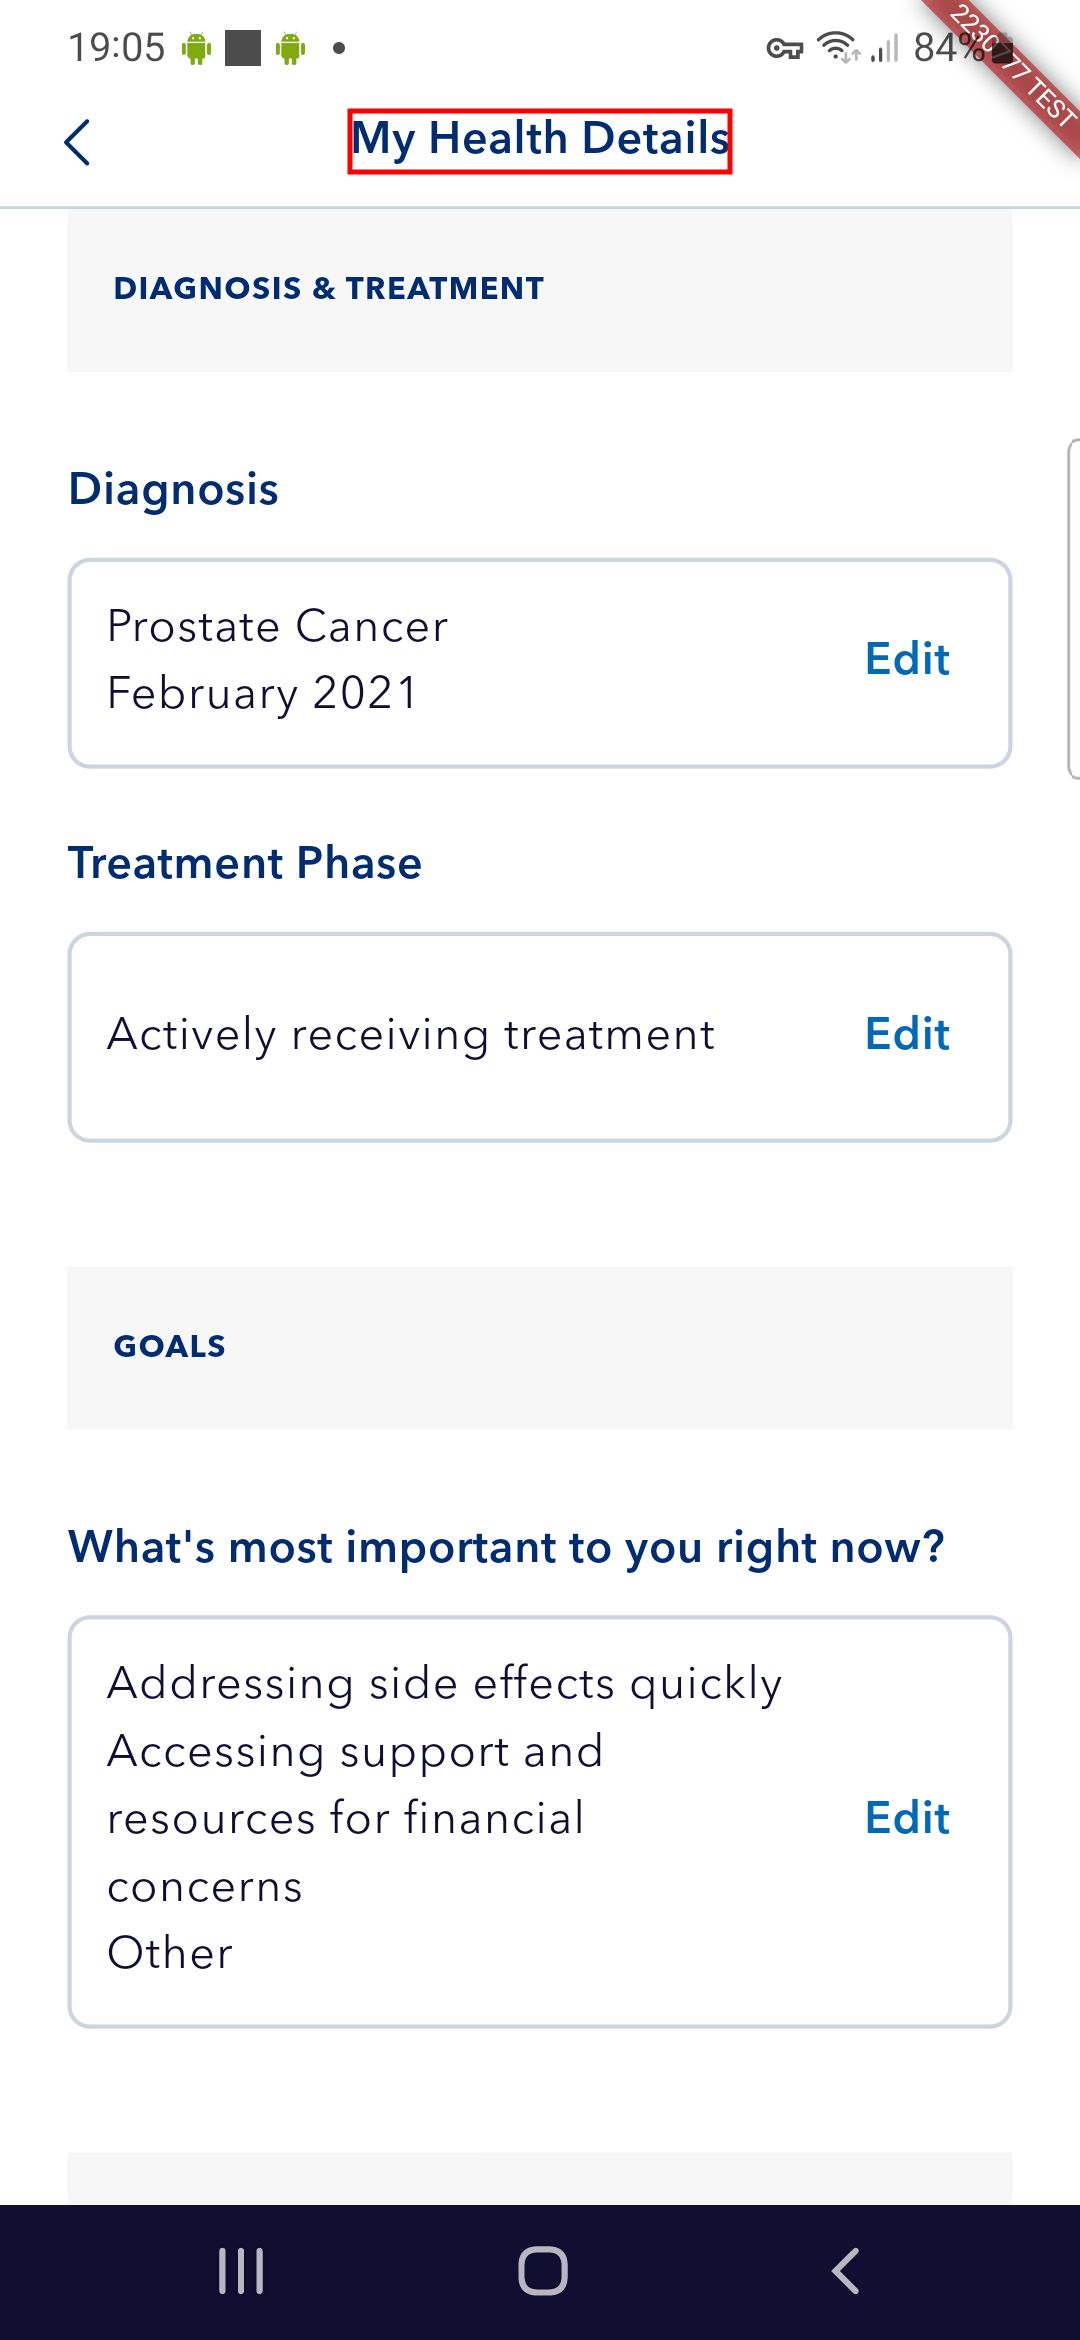 19:05
84%
2230777 TEST
My Health Details
DIAGNOSIS & TREATMENT
Diagnosis
Prostate Cancer
February 2021
Edit
Treatment Phase
Actively receiving treatment
Edit
GOALS
What's most important to you right now?
Addressing side effects quickly
Accessing support and
resources for financial
concerns
Other
Edit